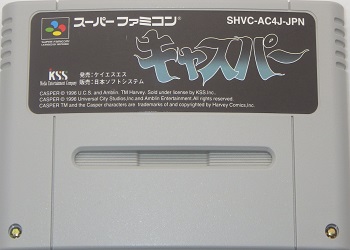 スーパーファミコン SHVC-AC4J-JPN
キャスパー
KSS
Media Entertainment Company
発売:ケイエスエス
販売:日本ソフトシステム
CASPER © 1996 U.C.S. and Amblin. TM Harvey. Sold under license by KSS Inc.
CASPER © 1996 Universal City Studios, Inc and Amblin Entertainment All rights reserved.
CASPER TM and the Casper characters are trademarks of and copyrighted by Harvey Comics, Inc.